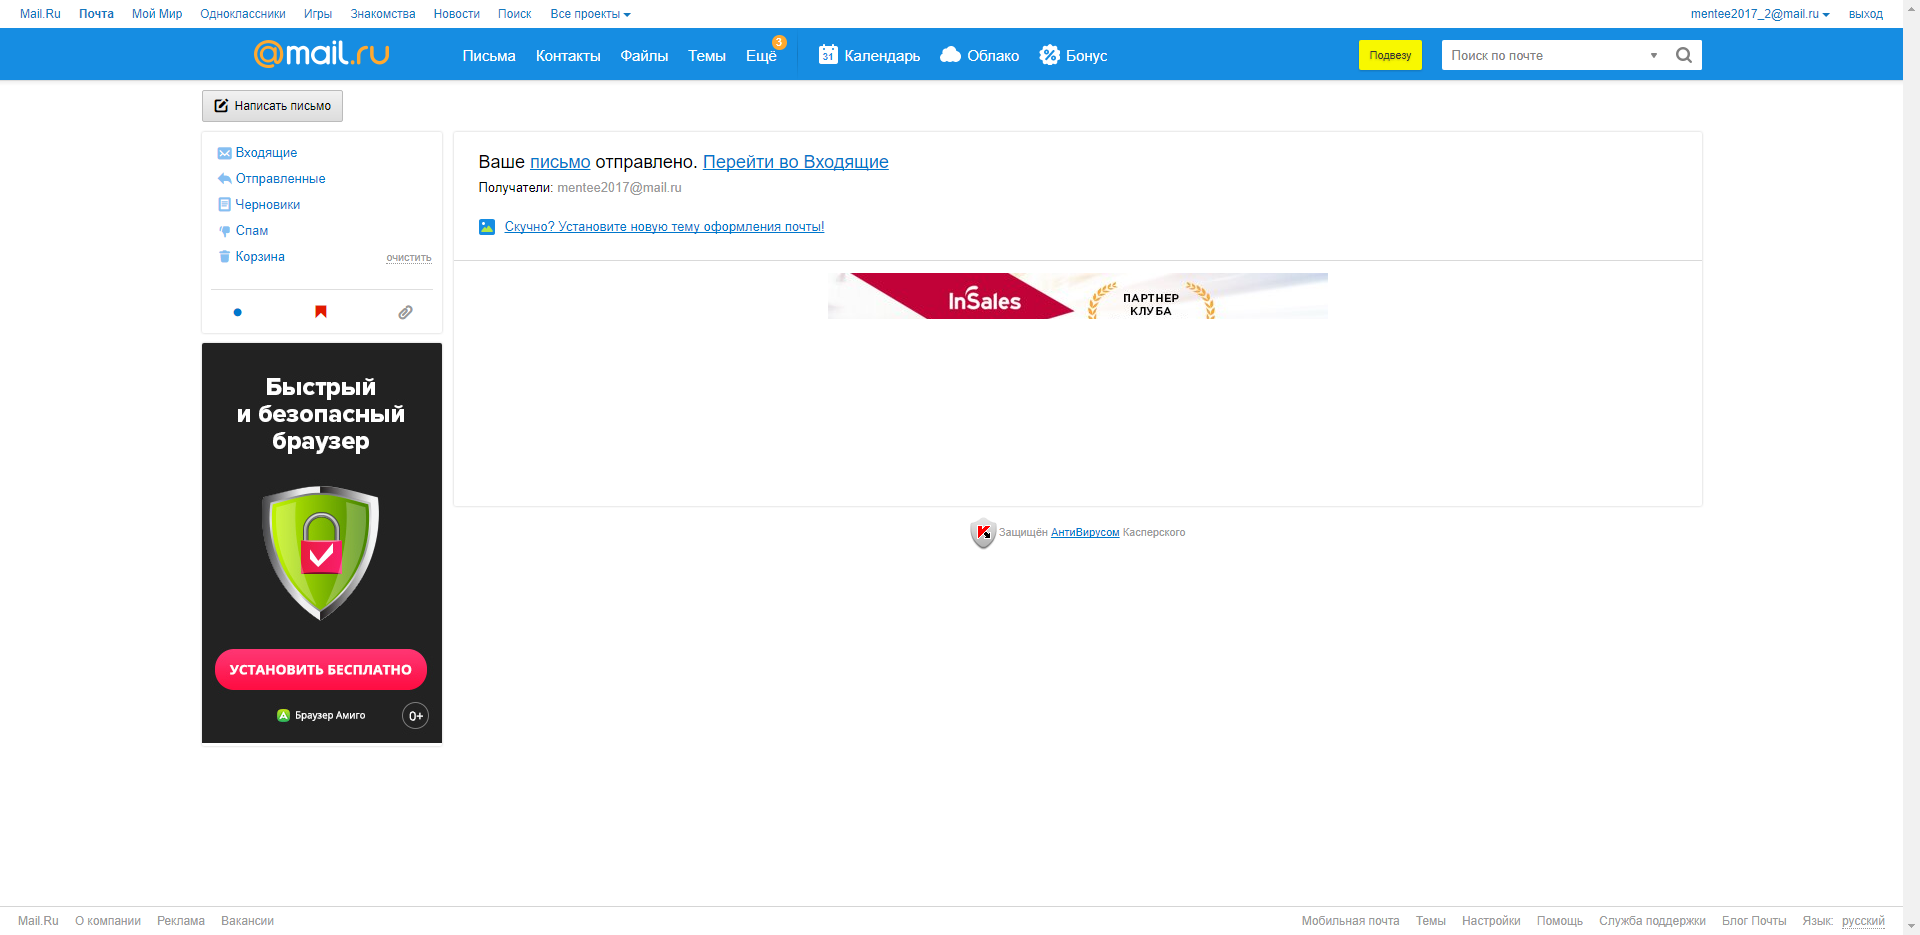 Mail.Ru Почта Мой Мир Одноклассники Игры Знакомства Новости Поиск Все проекты mentee2017_2@mail.ru выход
@mail.ru Письма Контакты Файлы Темы Ещё 3 31 Календарь Облако Бонус Подвезу Поиск по почте
Написать письмо
Входящие
Отправленные
Черновики
Спам
Корзина очистить
Ваше письмо отправлено. Перейти во Входящие
Получатели: mentee2017@mail.ru
Скучно? Установите новую тему оформления почты!
InSales ПАРТНЕР
КЛУБА
Быстрый
и безопасный
браузер
УСТАНОВИТЬ БЕСПЛАТНО
Браузер Амиго 0+
Защищён АнтиВирусом Касперского
Mail.Ru О компании Реклама Вакансии Мобильная почта Темы Настройки Помощь Служба поддержки Блог Почты Язык: русский